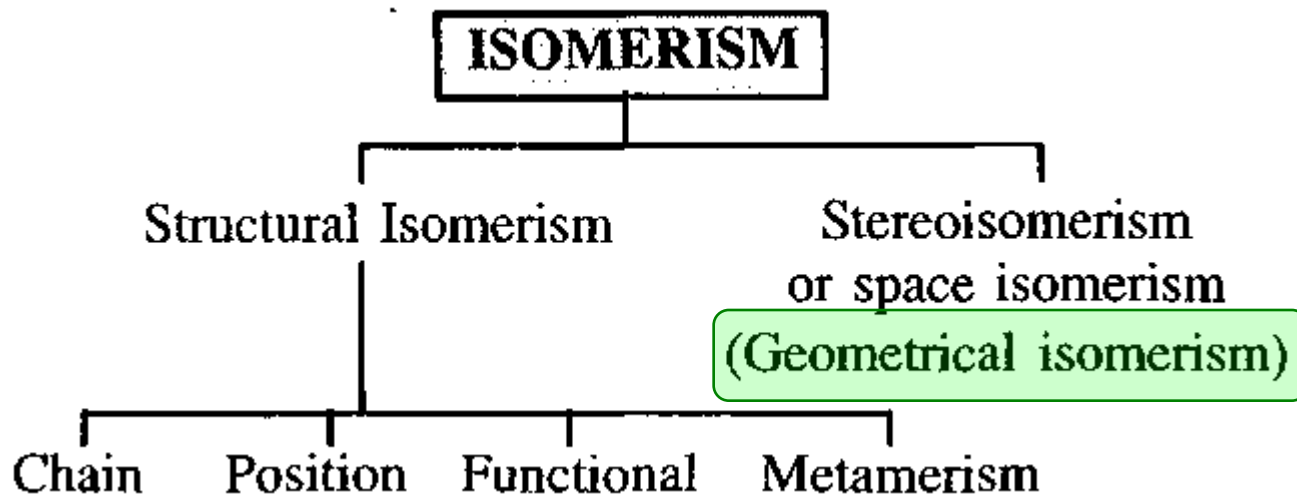 ISOMERISM
Structural Isomerism
Stereoisomerism
or space isomerism
(Geometrical isomerism)
Chain Position Functional Metamerism